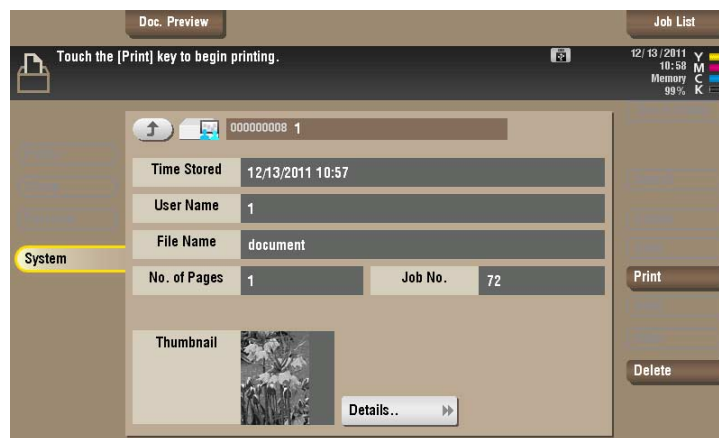 Doc. Preview
Job List
Touch the [Print] key to begin printing.
12/13/2011
10:58
Memory
99%
Y
M
C
K
000000008 1
Time Stored
12/13/2011 10:57
User Name
1
File Name
document
System
No. of Pages
1
Job No.
72
Print
Thumbnail
Delete
Details..